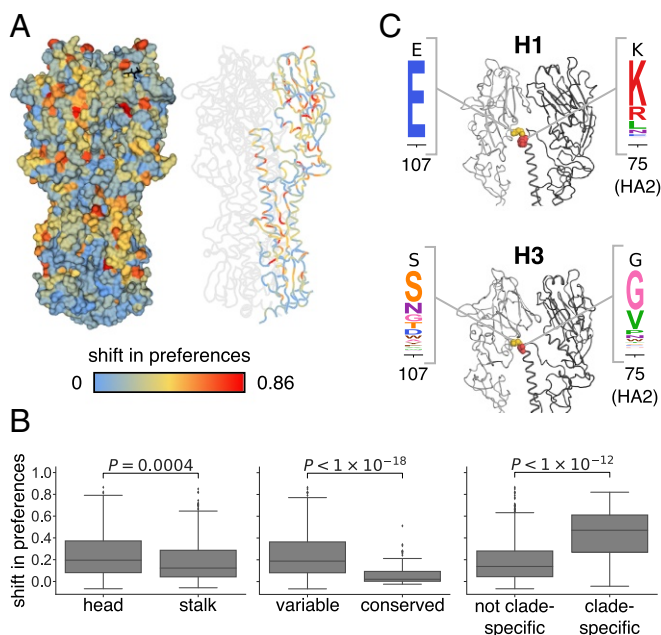 A
shift in preferences
0
0.86
C
H1
E
E
107
K
K
R
L
N
75
(HA2)
H3
S
S
N
G
107
G
G
V
75
(HA2)
B
shift in preferences
1.0
0.8
0.6
0.4
0.2
0.0
P = 0.0004
head
stalk
P < 1 × 10⁻¹⁸
variable
conserved
P < 1 × 10⁻¹²
not clade-
specific
clade-
specific